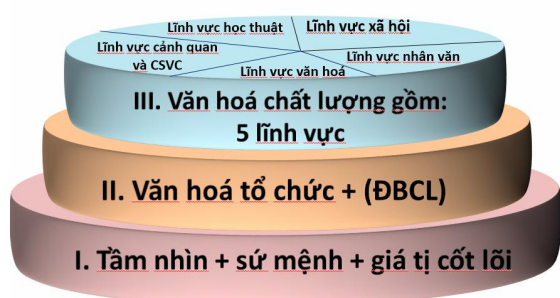 Lĩnh vực học thuật
Lĩnh vực xã hội
Lĩnh vực cảnh quan
và CSVC
Lĩnh vực nhân văn
Lĩnh vực văn hoá
III. Văn hoá chất lượng gồm:
5 lĩnh vực
II. Văn hoá tổ chức + (ĐBCL)
I. Tầm nhìn + sứ mệnh + giá tị cốt lõi